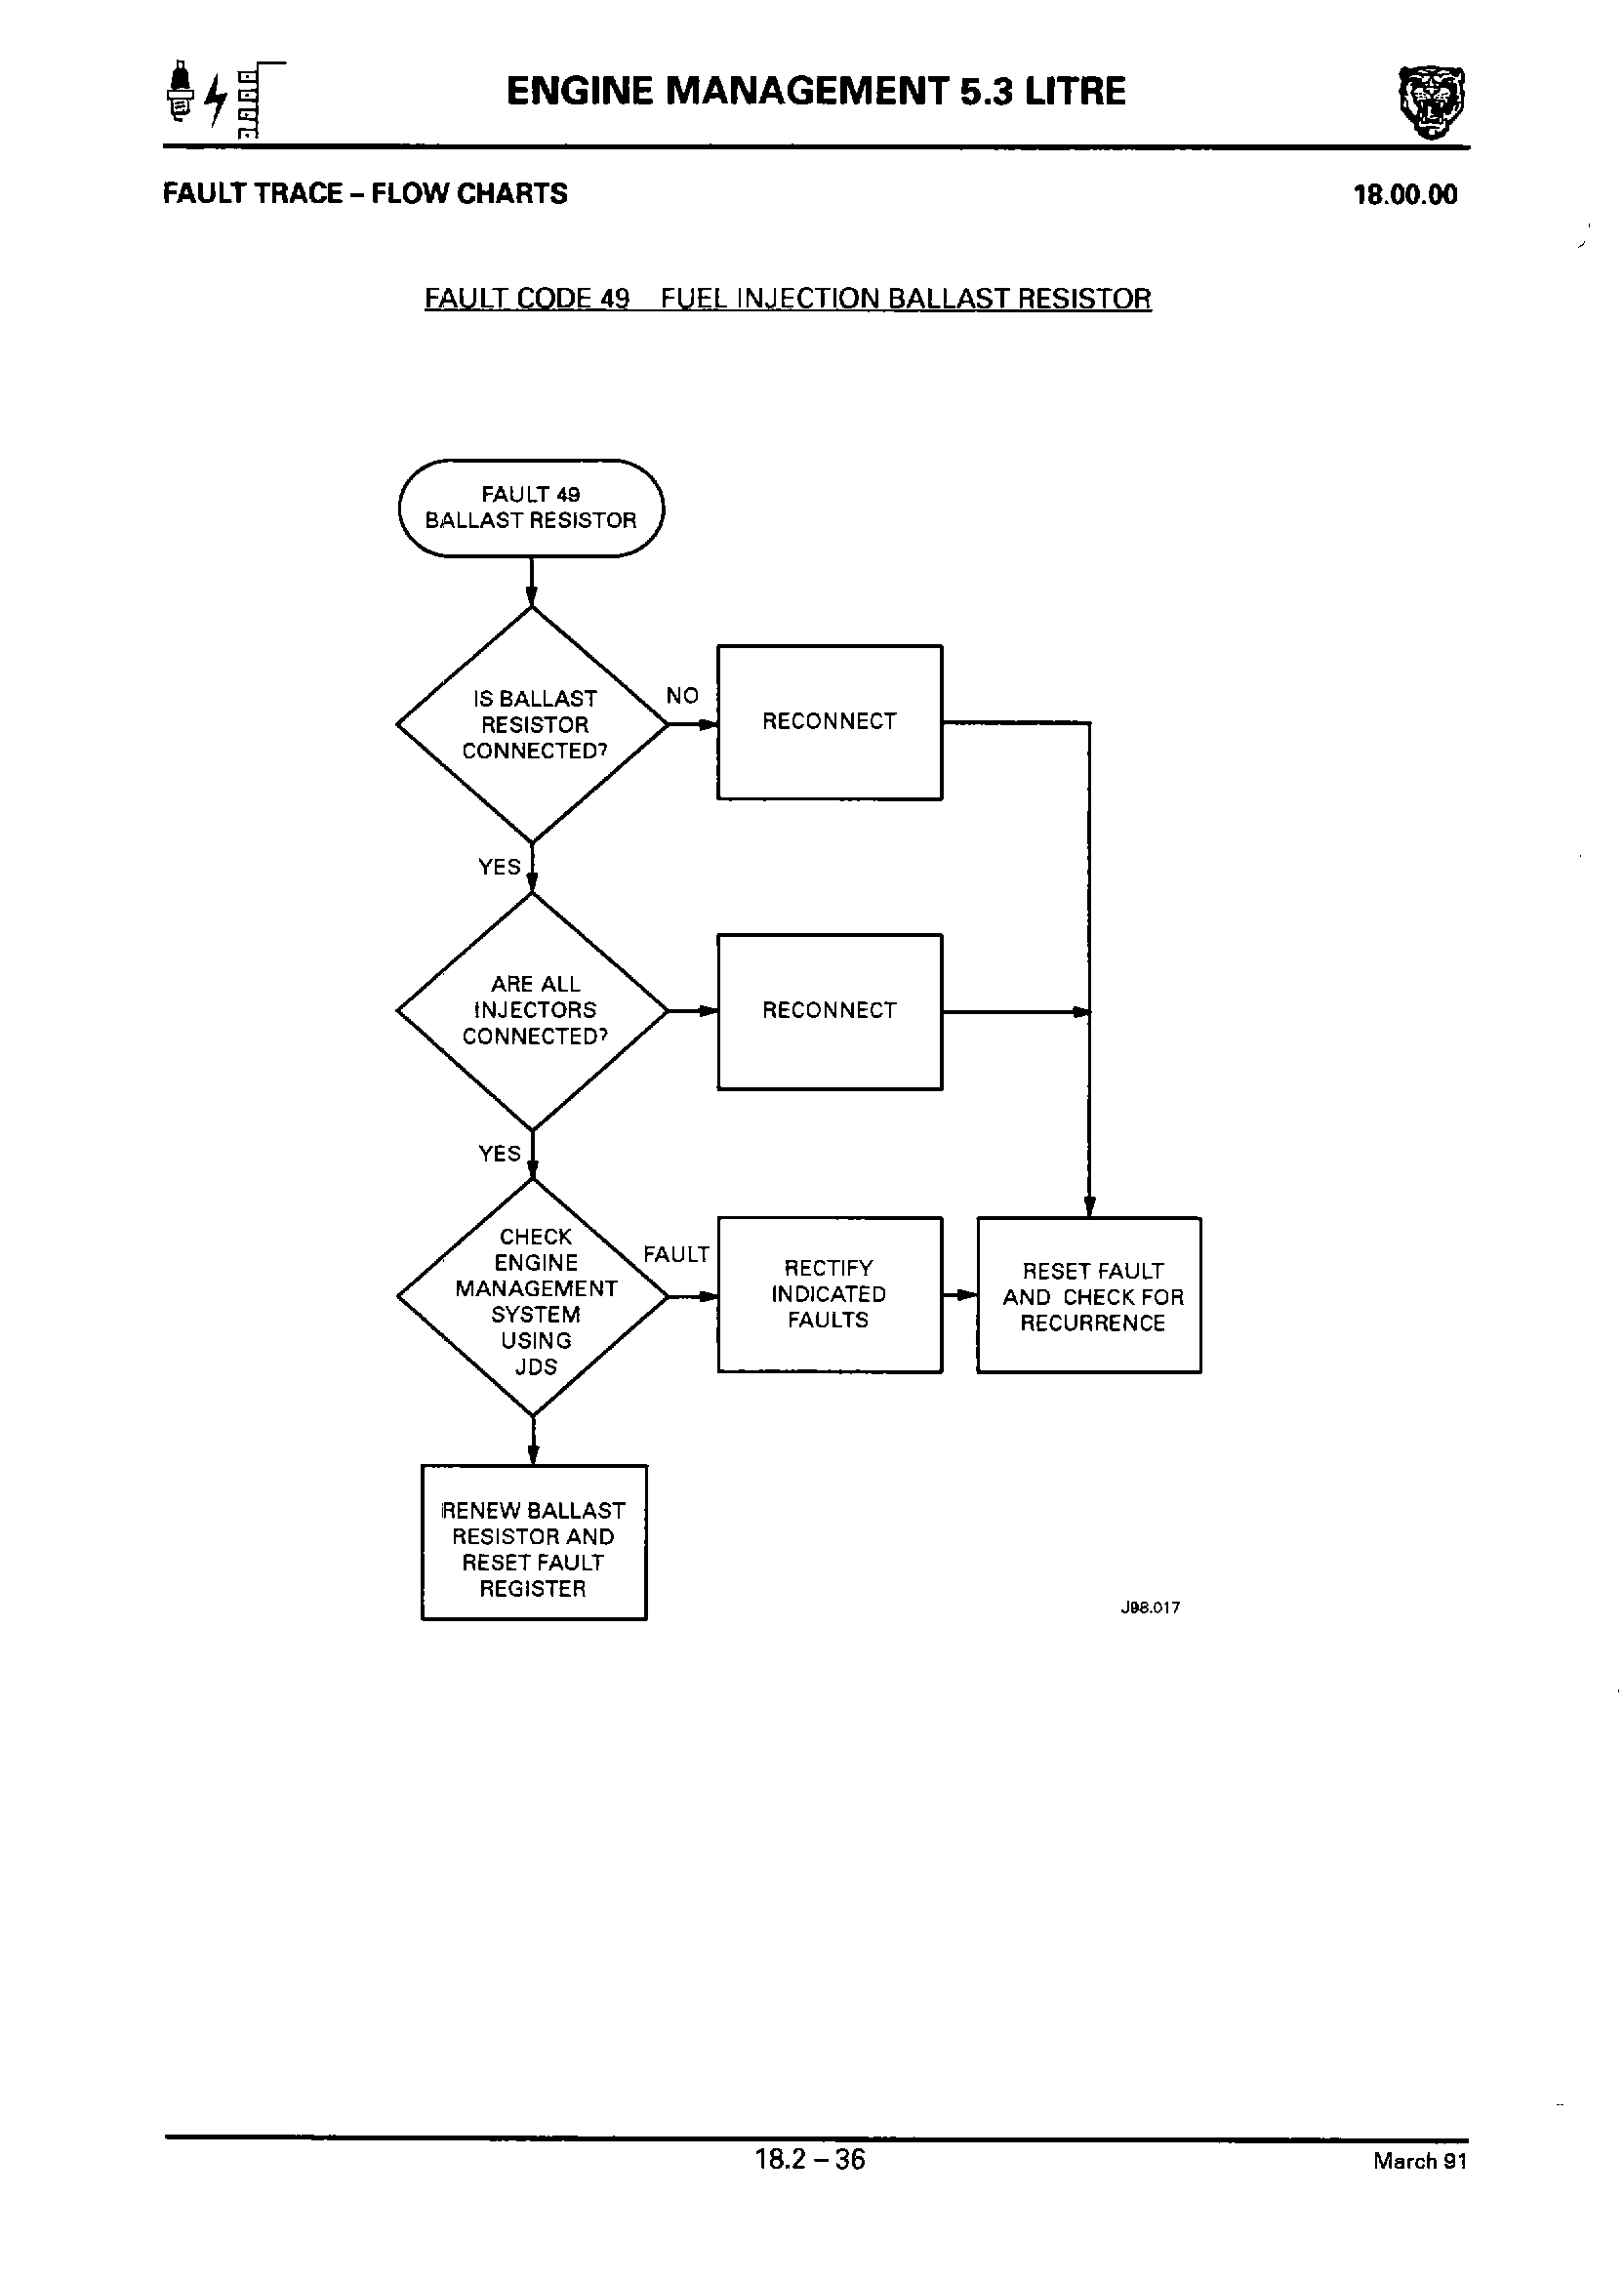 ENGINE MANAGEMENT 5.3 LITRE
FAULT TRACE – FLOW CHARTS
18.00.00
FAULT CODE 49 FUEL INJECTION BALLAST RESISTOR
FAULT 49
BALLAST RESISTOR
IS BALLAST
RESISTOR
CONNECTED?
NO
RECONNECT
YES
ARE ALL
INJECTORS
CONNECTED?
RECONNECT
YES
CHECK
ENGINE
MANAGEMENT
SYSTEM
USING
JDS
FAULT
RECTIFY
INDICATED
FAULTS
RESET FAULT
AND CHECK FOR
RECURRENCE
RENEW BALLAST
RESISTOR AND
RESET FAULT
REGISTER
J98.017
18.2 – 36
March 91